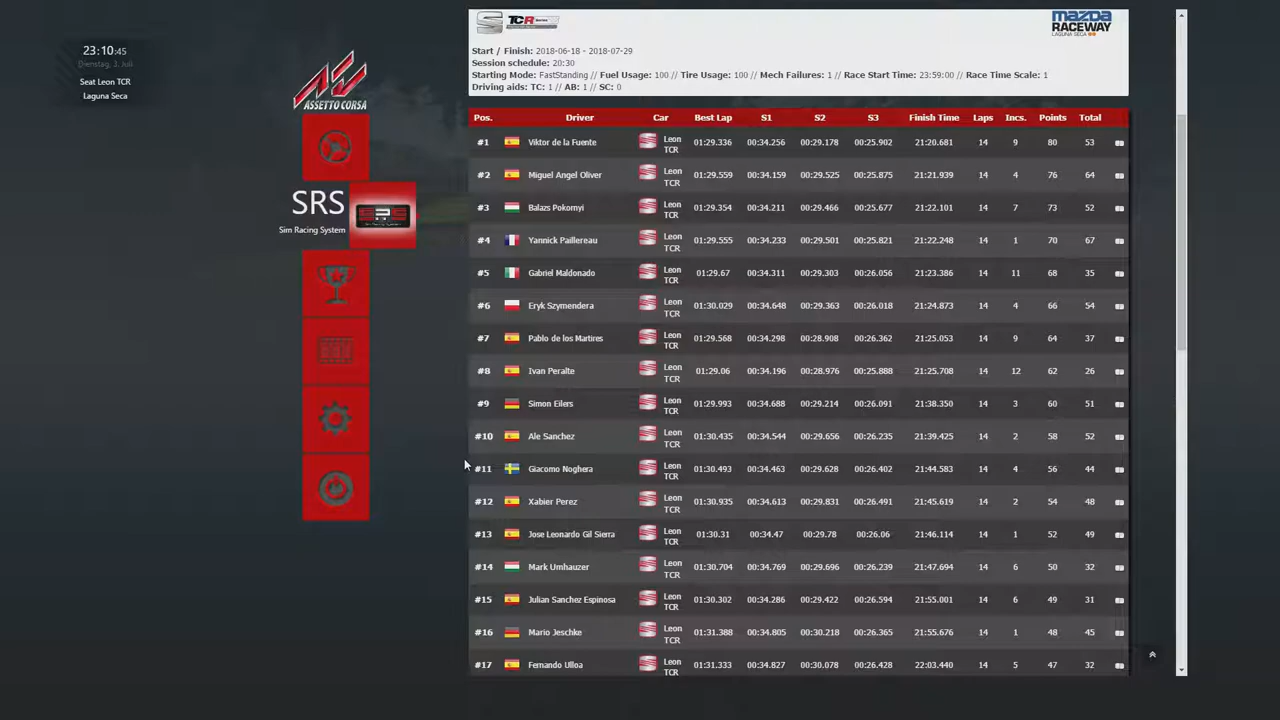 23:10:45
Dienstag, 3. Juli
Seat Leon TCR
Laguna Seca
ASSETTO CORSA
SRS
Sim Racing System
TCR Series
mazda
RACEWAY
LAGUNA SECA
Start / Finish: 2018-06-18 - 2018-07-29
Session schedule: 20:30
Starting Mode: FastStanding // Fuel Usage: 100 // Tire Usage: 100 // Mech Failures: 1 // Race Start Time: 23:59:00 // Race Time Scale: 1
Driving aids: TC: 1 // AB: 1 // SC: 0
Pos. Driver Car Best Lap S1 S2 S3 Finish Time Laps Incs. Points Total
#1 Viktor de la Fuente Leon TCR 01:29.336 00:34.256 00:29.178 00:25.902 21:20.681 14 9 80 53
#2 Miguel Angel Oliver Leon TCR 01:29.559 00:34.159 00:29.525 00:25.875 21:21.939 14 4 76 64
#3 Balazs Pokornyi Leon TCR 01:29.354 00:34.211 00:29.466 00:25.677 21:22.101 14 7 73 52
#4 Yannick Paillereau Leon TCR 01:29.555 00:34.233 00:29.501 00:25.821 21:22.248 14 1 70 67
#5 Gabriel Maldonado Leon TCR 01:29.67 00:34.311 00:29.303 00:26.056 21:23.386 14 11 68 35
#6 Eryk Szymendera Leon TCR 01:30.029 00:34.648 00:29.363 00:26.018 21:24.873 14 4 66 54
#7 Pablo de los Martires Leon TCR 01:29.568 00:34.298 00:28.908 00:26.362 21:25.053 14 9 64 37
#8 Ivan Peralte Leon TCR 01:29.06 00:34.196 00:28.976 00:25.888 21:25.708 14 12 62 26
#9 Simon Eilers Leon TCR 01:29.993 00:34.688 00:29.214 00:26.091 21:38.350 14 3 60 51
#10 Ale Sanchez Leon TCR 01:30.435 00:34.544 00:29.656 00:26.235 21:39.425 14 2 58 52
#11 Giacomo Noghera Leon TCR 01:30.493 00:34.463 00:29.628 00:26.402 21:44.583 14 4 56 44
#12 Xabier Perez Leon TCR 01:30.935 00:34.613 00:29.831 00:26.491 21:45.619 14 2 54 48
#13 Jose Leonardo Gil Sierra Leon TCR 01:30.31 00:34.47 00:29.78 00:26.06 21:46.114 14 1 52 49
#14 Mark Umhauzer Leon TCR 01:30.704 00:34.769 00:29.696 00:26.239 21:47.694 14 6 50 32
#15 Julian Sanchez Espinosa Leon TCR 01:30.302 00:34.286 00:29.422 00:26.594 21:55.001 14 6 49 31
#16 Mario Jeschke Leon TCR 01:31.388 00:34.805 00:30.218 00:26.365 21:55.676 14 1 48 45
#17 Fernando Ulloa Leon TCR 01:31.333 00:34.827 00:30.078 00:26.428 22:03.440 14 5 47 32